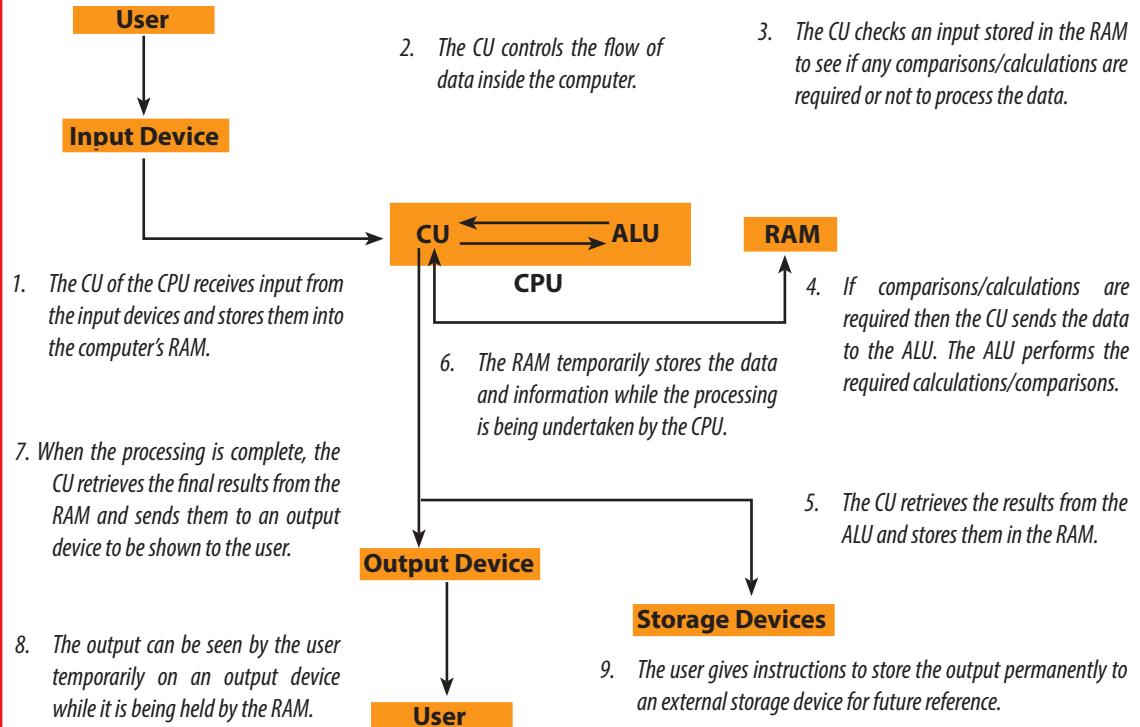 User
2. The CU controls the flow of
data inside the computer.
3. The CU checks an input stored in the RAM
to see if any comparisons/calculations are
required or not to process the data.
Input Device
CU
ALU
RAM
CPU
1. The CU of the CPU receives input from
the input devices and stores them into
the computer's RAM.
4. If comparisons/calculations are
required then the CU sends the data
to the ALU. The ALU performs the
required calculations/comparisons.
6. The RAM temporarily stores the data
and information while the processing
is being undertaken by the CPU.
7. When the processing is complete, the
CU retrieves the final results from the
RAM and sends them to an output
device to be shown to the user.
5. The CU retrieves the results from the
ALU and stores them in the RAM.
Output Device
Storage Devices
8. The output can be seen by the user
temporarily on an output device
while it is being held by the RAM.
9. The user gives instructions to store the output permanently to
an external storage device for future reference.
User